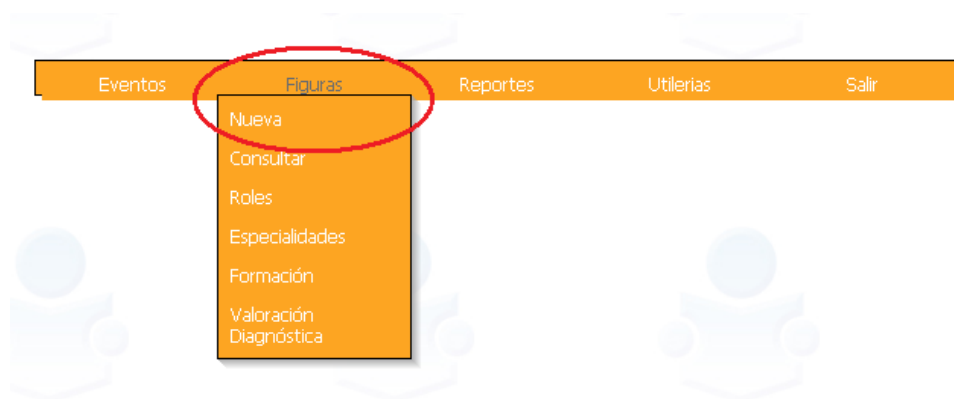 Eventos Figuras Reportes Utilerias Salir
Nueva
Consultar
Roles
Especialidades
Formación
Valoración
Diagnóstica